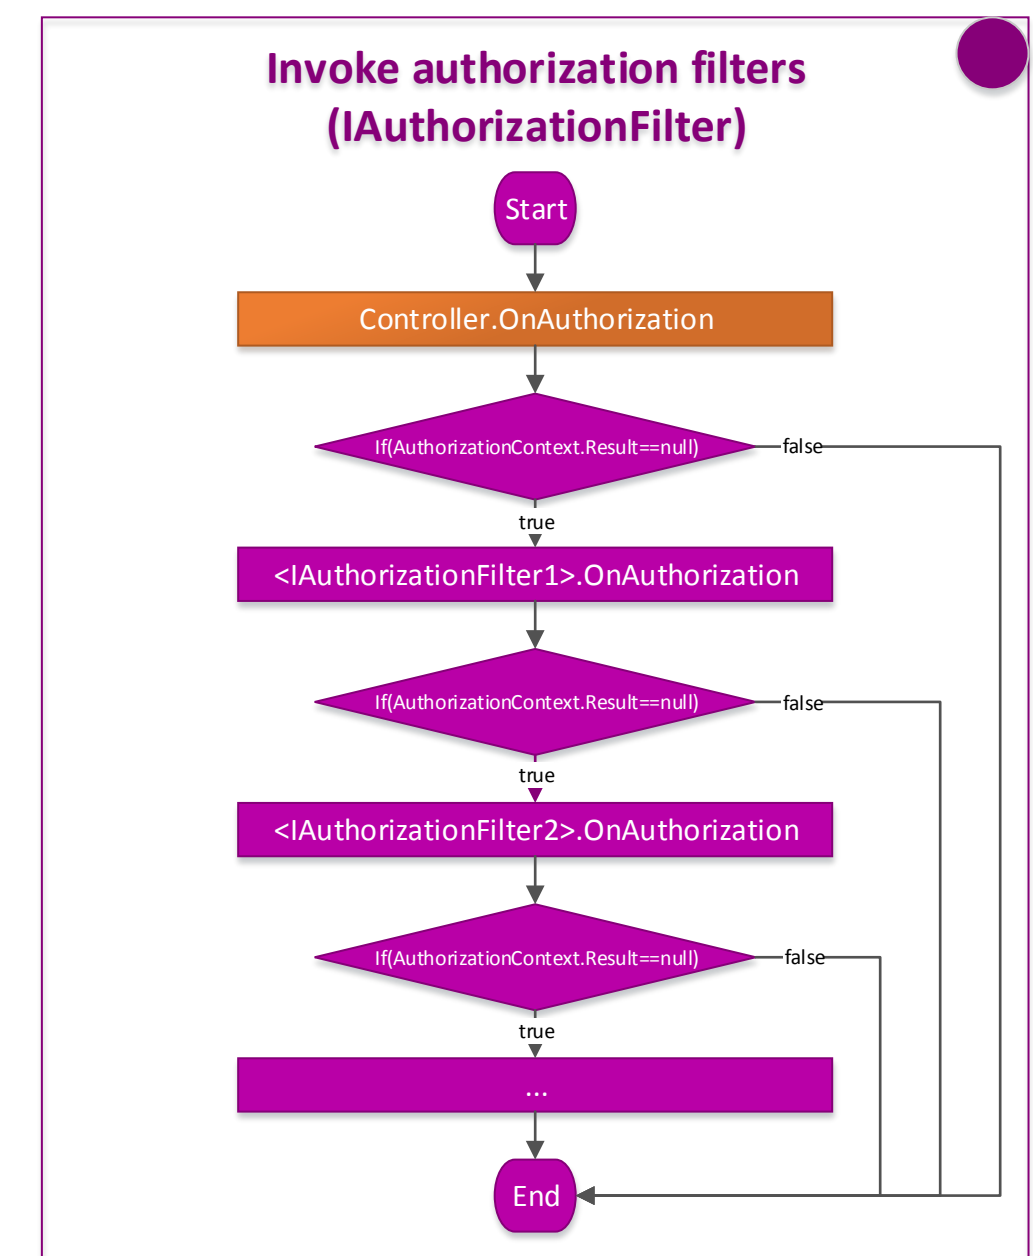 Invoke authorization filters
(IAuthorizationFilter)
Start
Controller.OnAuthorization
If(AuthorizationContext.Result==null)
false
true
<IAuthorizationFilter1>.OnAuthorization
If(AuthorizationContext.Result==null)
false
true
<IAuthorizationFilter2>.OnAuthorization
If(AuthorizationContext.Result==null)
false
true
...
End